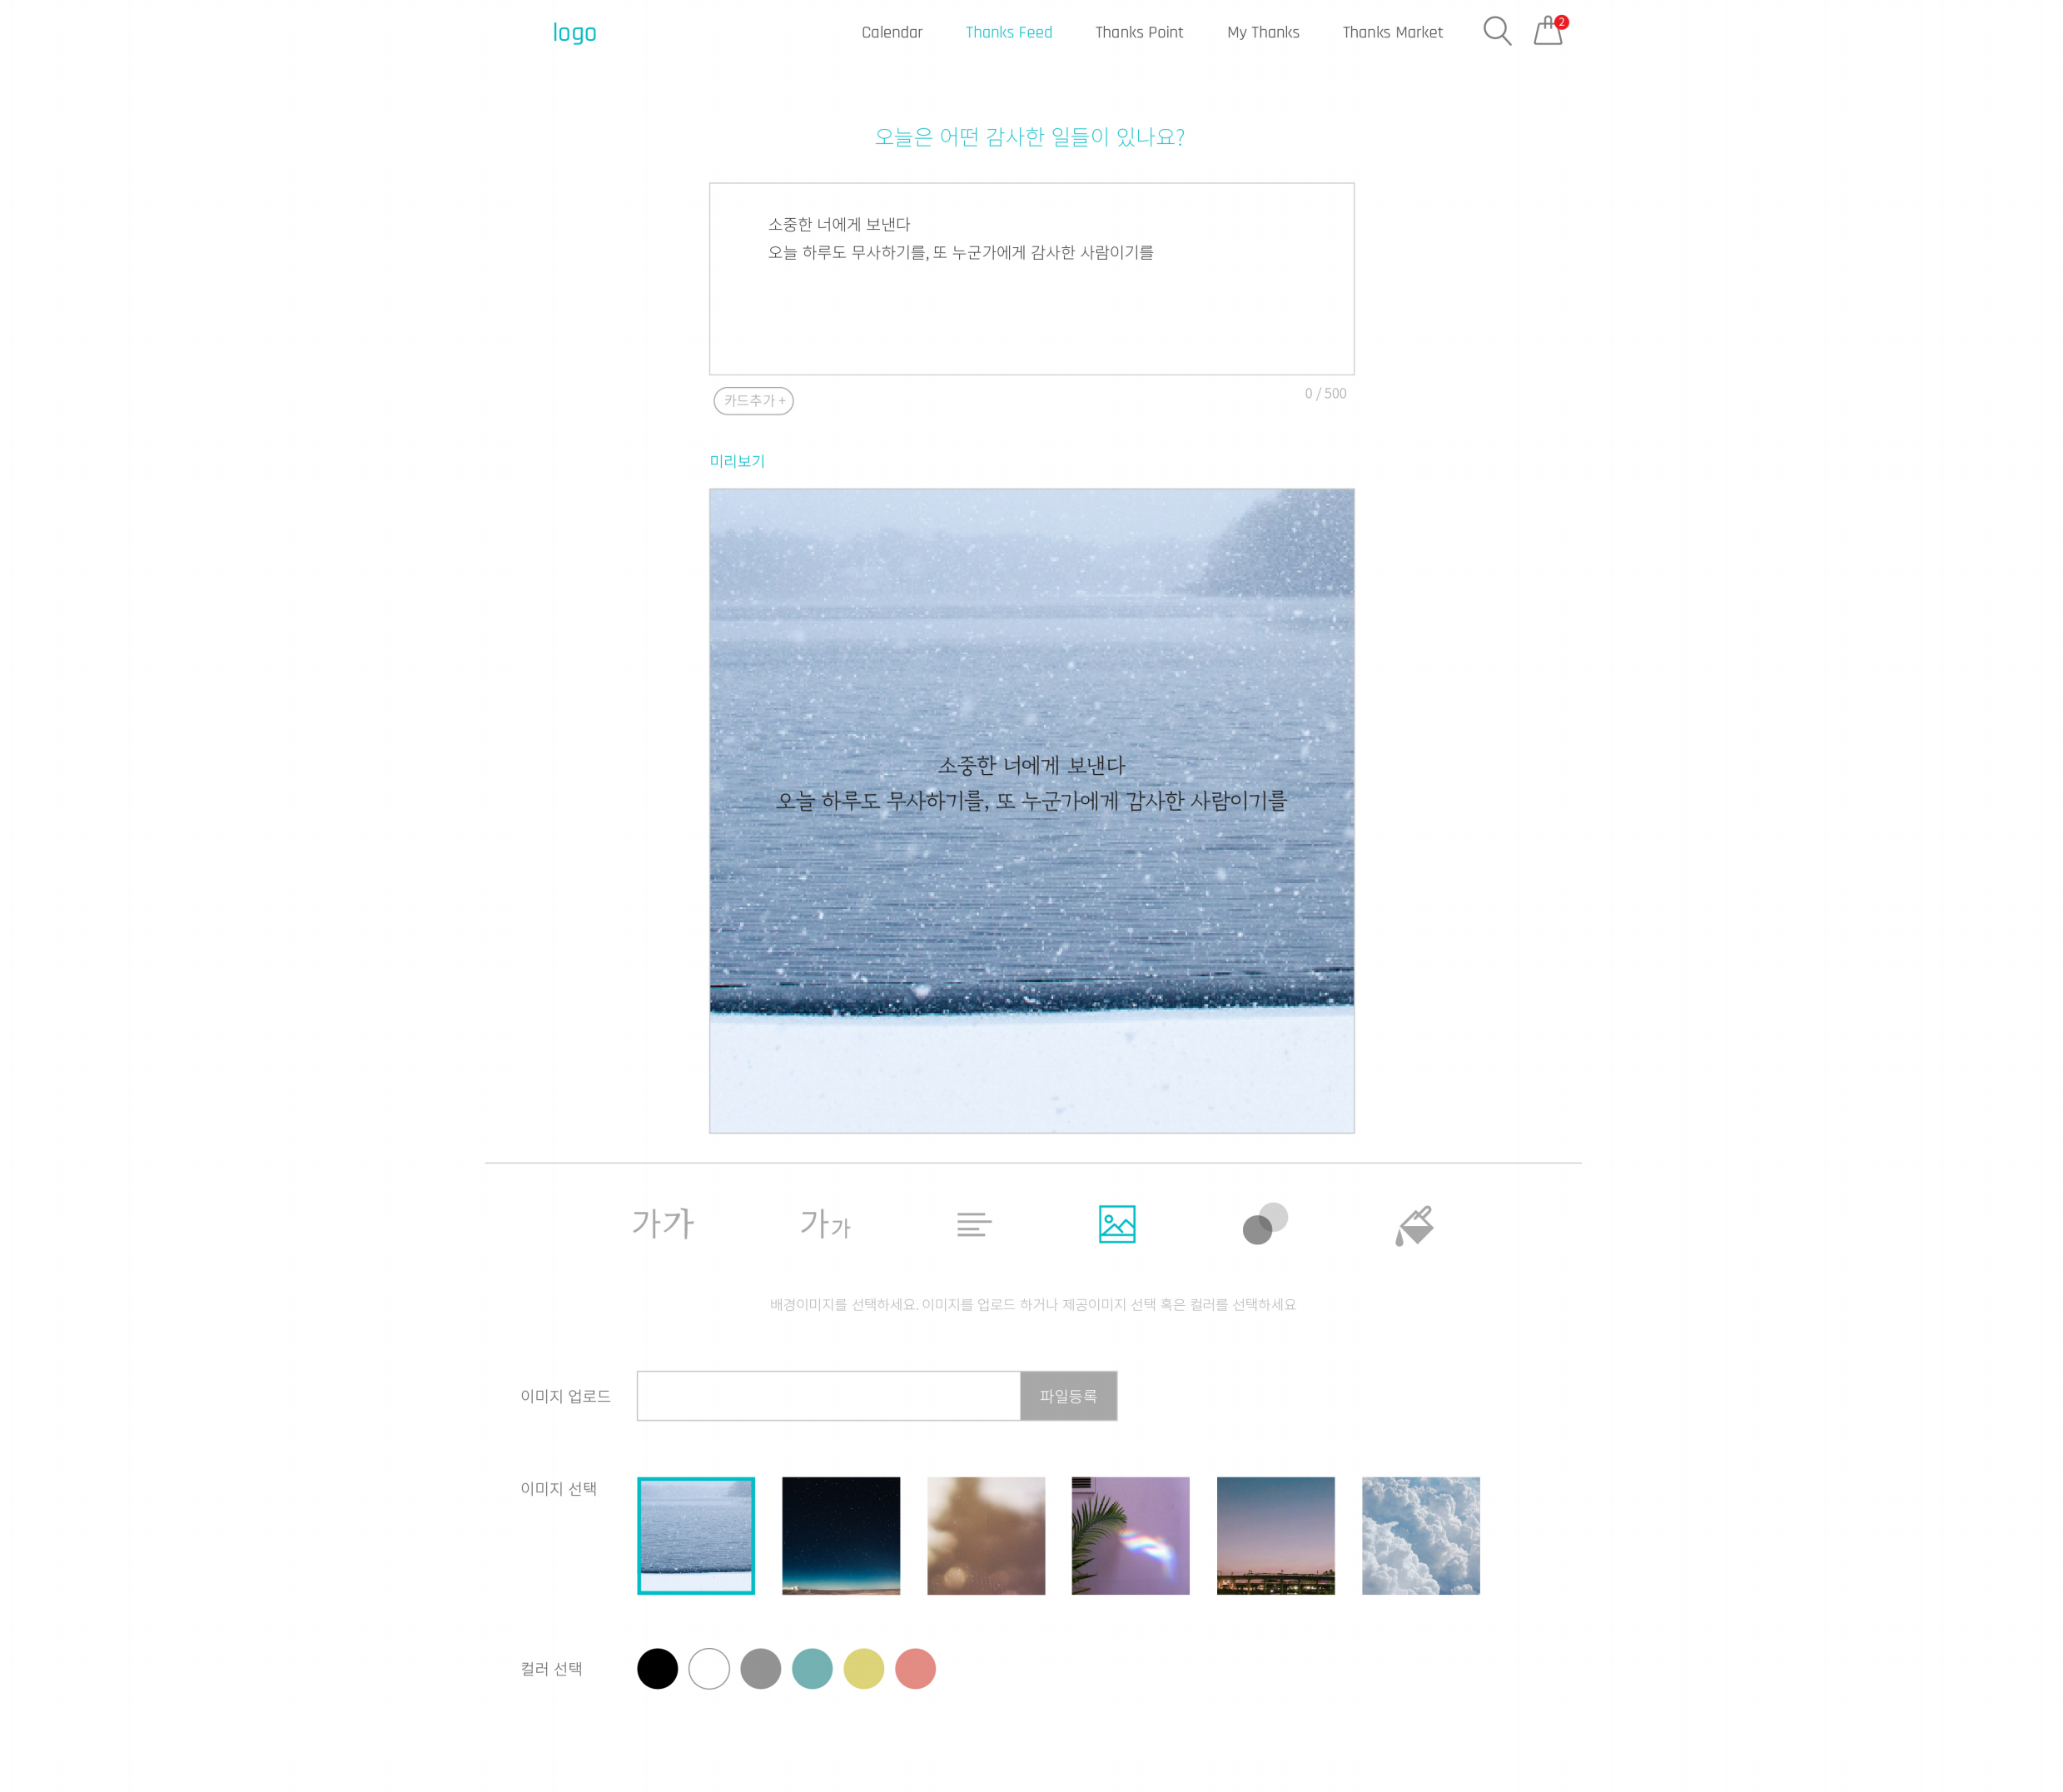 logo
Calendar
Thanks Feed
Thanks Point
My Thanks
Thanks Market
2
오늘은 어떤 감사한 일들이 있나요?
소중한 너에게 보낸다
오늘 하루도 무사하기를, 또 누군가에게 감사한 사람이기를
카드추가 +
0 / 500
미리보기
소중한 너에게 보낸다
오늘 하루도 무사하기를, 또 누군가에게 감사한 사람이기를
가가
가가
배경이미지를 선택하세요. 이미지를 업로드 하거나 제공이미지 선택 혹은 컬러를 선택하세요
이미지 업로드
파일등록
이미지 선택
컬러 선택